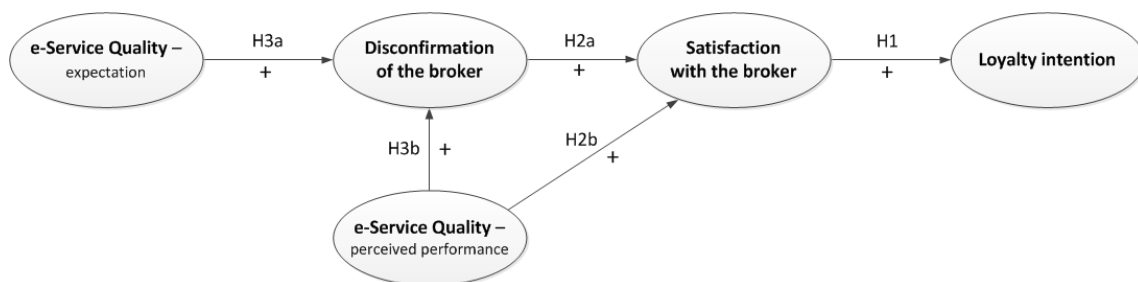 e-Service Quality –
expectation
H3a
+
Disconfirmation
of the broker
H2a
+
Satisfaction
with the broker
H1
+
Loyalty intention
H3b
+
H2b
+
e-Service Quality –
perceived performance